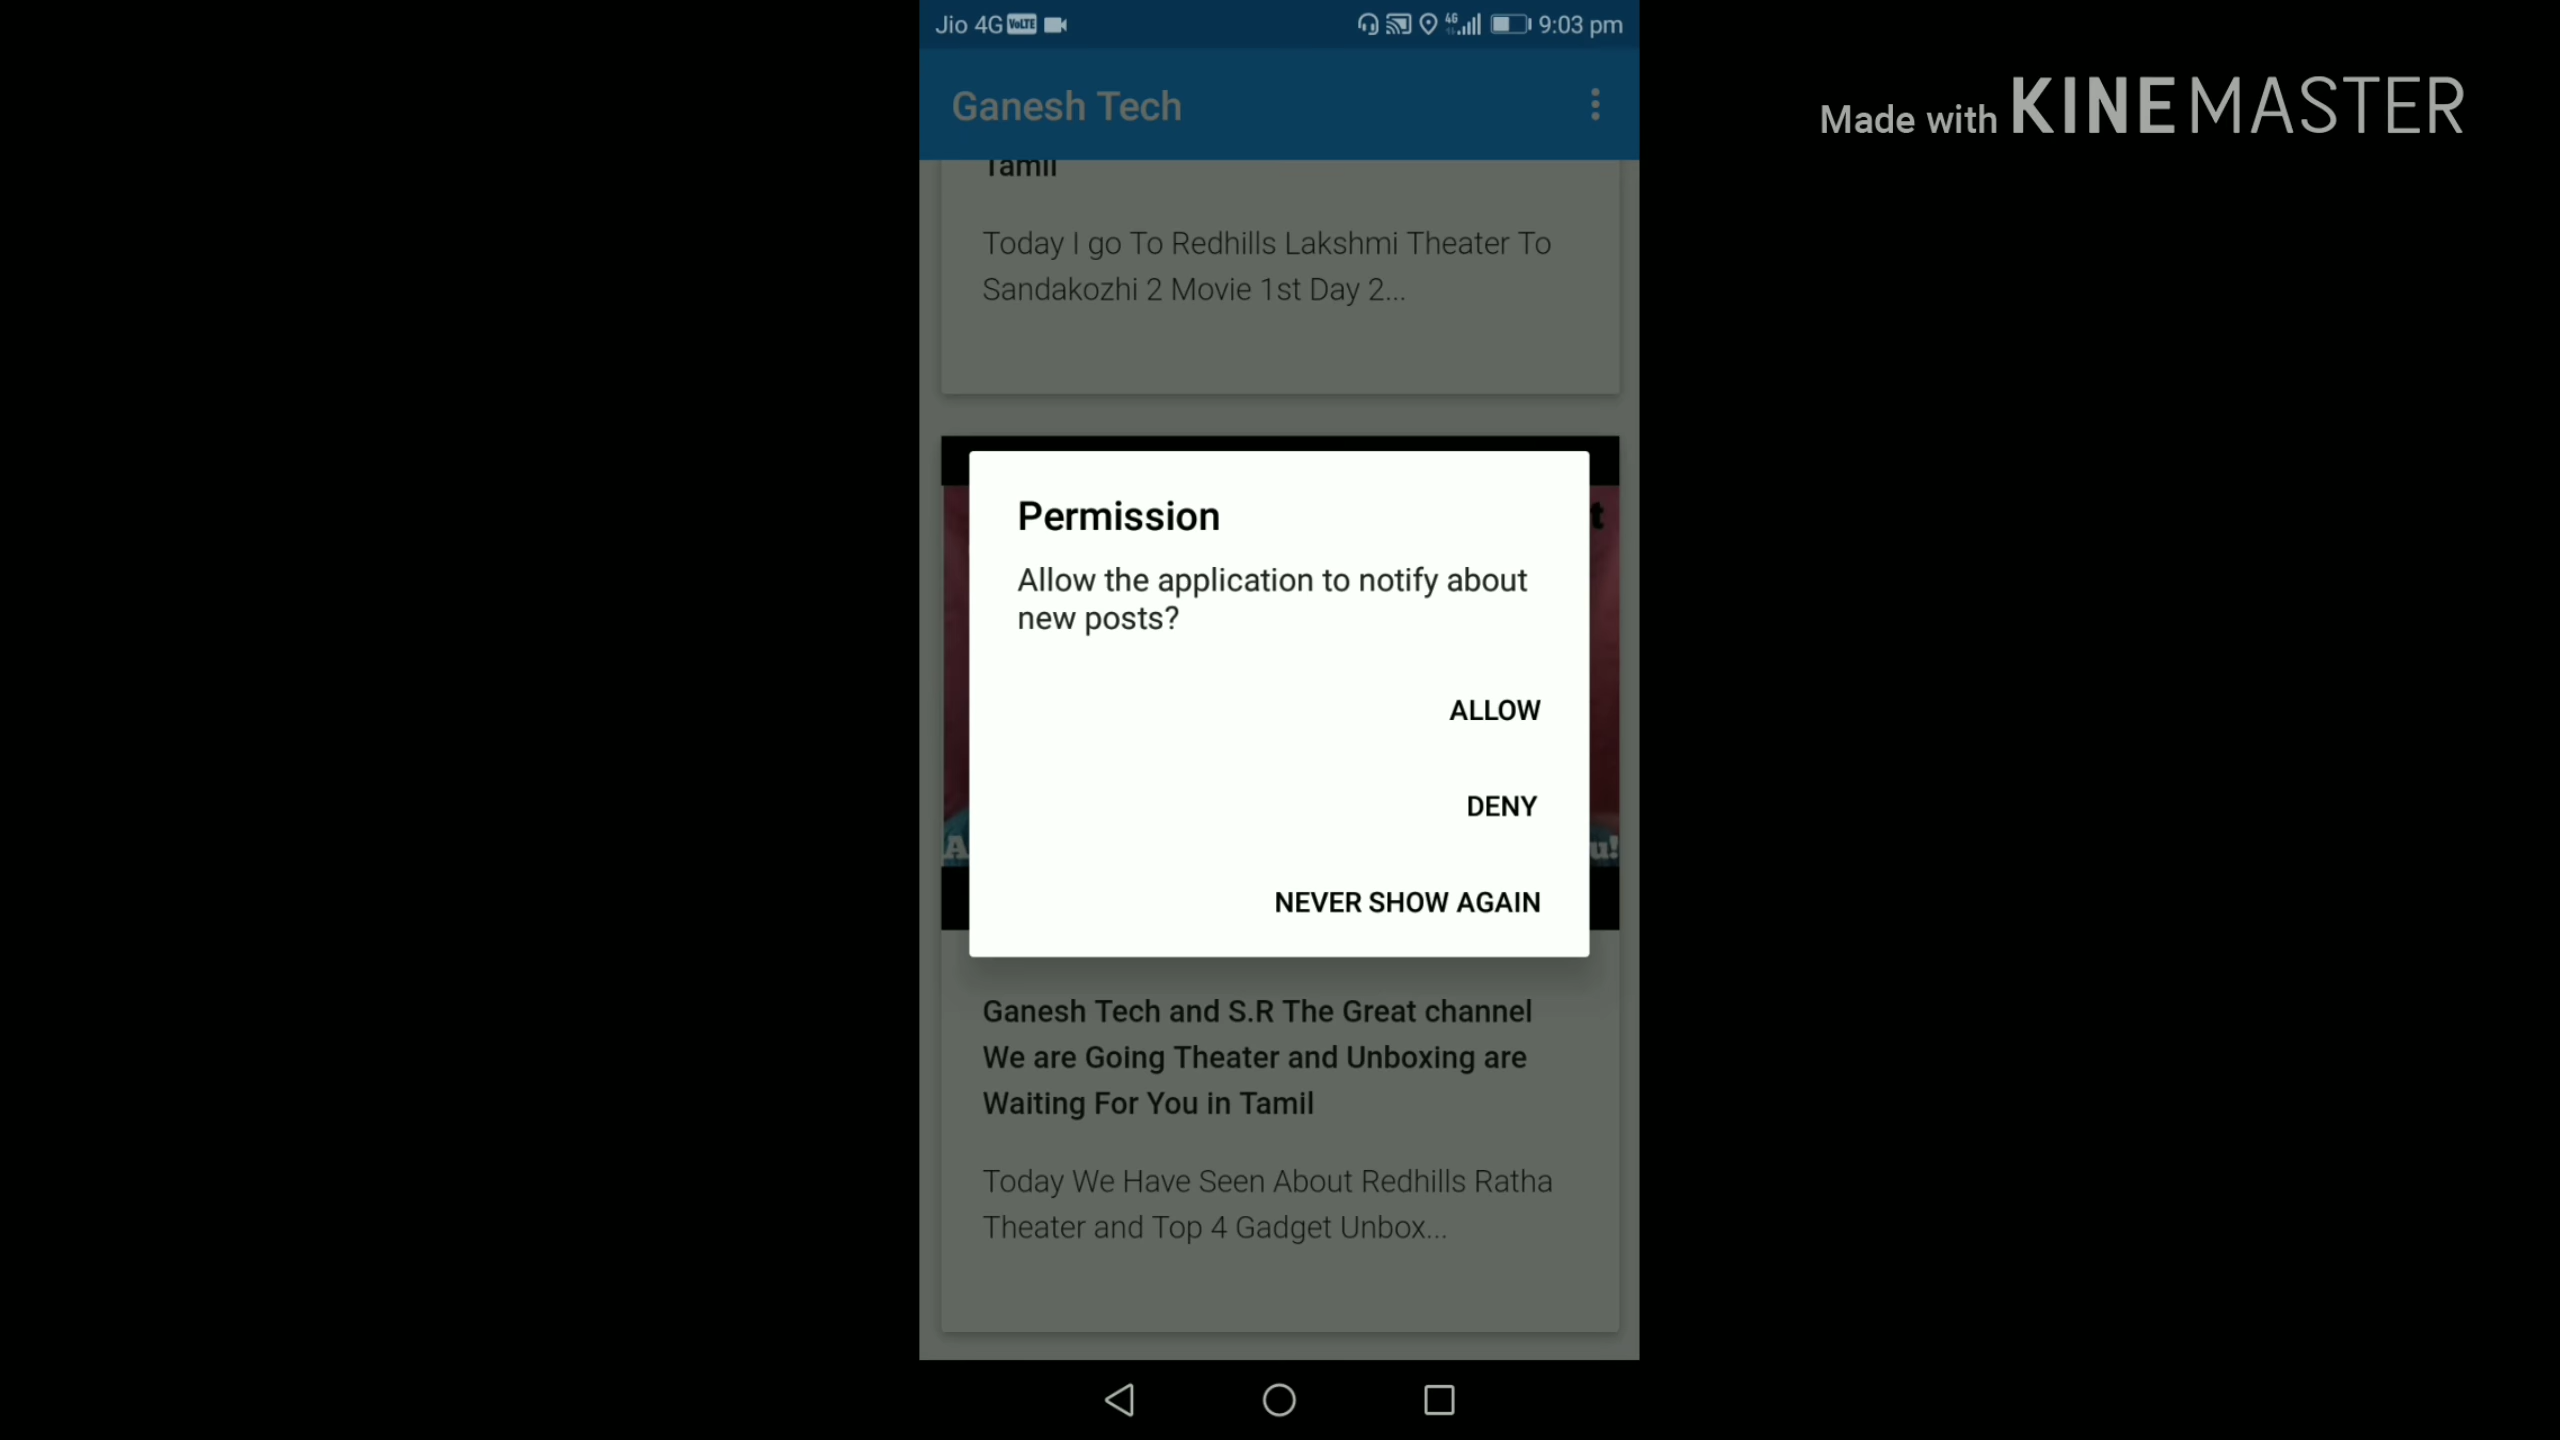 Jio 4G VoLTE
4G
9:03 pm
Made with KINEMASTER
Ganesh Tech
Tamil
Today I go To Redhills Lakshmi Theater To
Sandakozhi 2 Movie 1st Day 2...
Permission
Allow the application to notify about
new posts?
ALLOW
DENY
NEVER SHOW AGAIN
t
A
u!
Ganesh Tech and S.R The Great channel
We are Going Theater and Unboxing are
Waiting For You in Tamil
Today We Have Seen About Redhills Ratha
Theater and Top 4 Gadget Unbox...